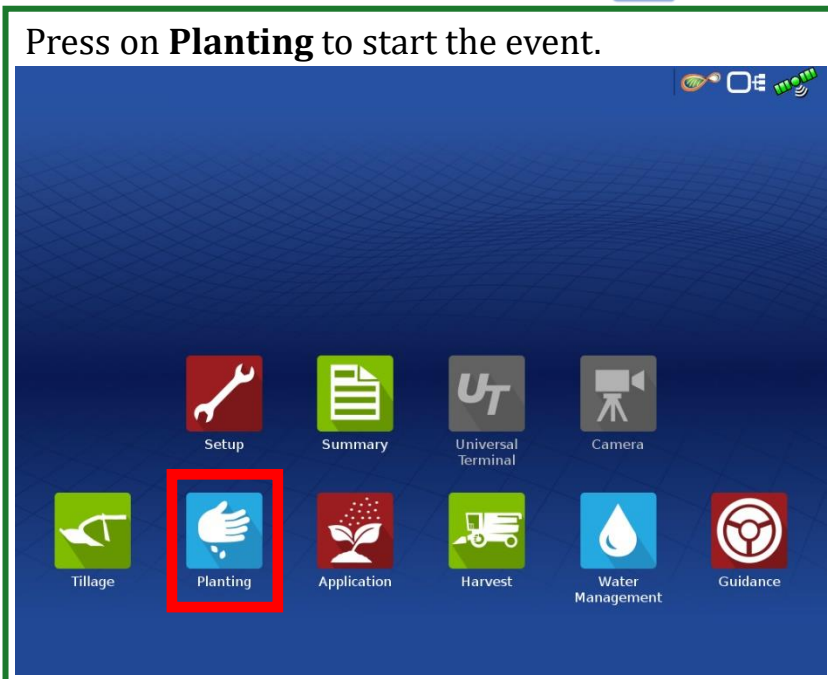 Press on Planting to start the event.
UT
Setup
Summary
Universal
Terminal
Camera
Tillage
Planting
Application
Harvest
Water
Management
Guidance